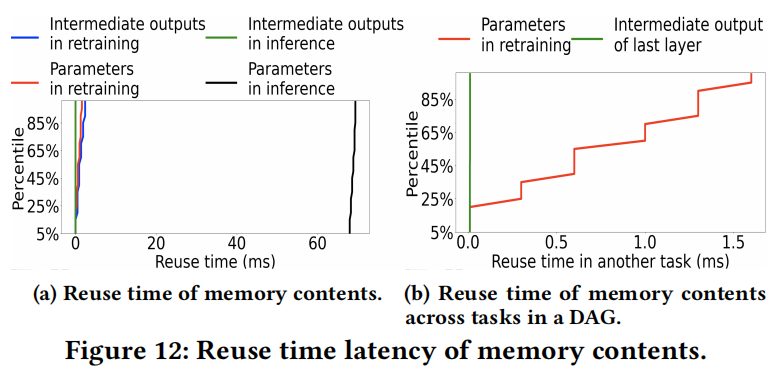 Intermediate outputs
in retraining
Intermediate outputs
in inference
Parameters
in retraining
Parameters
in inference
Percentile
85%
65%
45%
25%
5%
0
20
40
60
Reuse time (ms)
(a) Reuse time of memory contents.
Parameters
in retraining
Intermediate output
of last layer
Percentile
85%
65%
45%
25%
5%
0.0
0.5
1.0
1.5
Reuse time in another task (ms)
(b) Reuse time of memory contents
across tasks in a DAG.
Figure 12: Reuse time latency of memory contents.